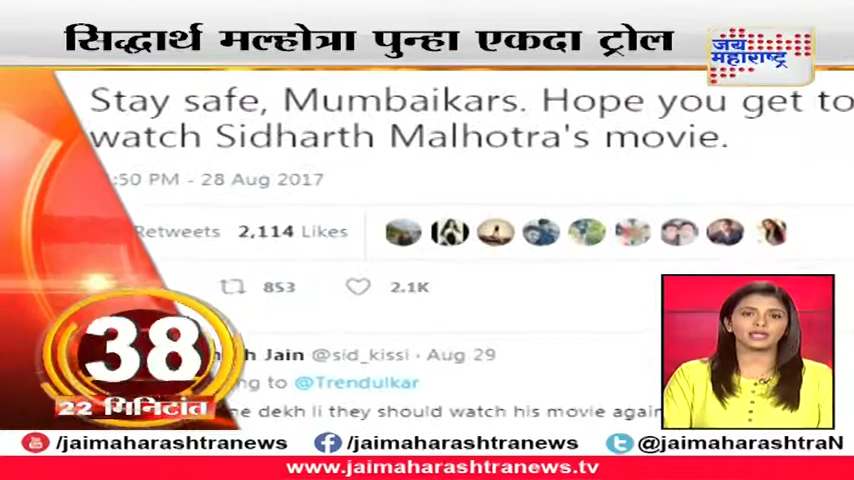 सिद्धार्थ मल्होत्रा पुन्हा एकदा ट्रोल
जय
महाराष्ट्र
Stay safe, Mumbaikars. Hope you get to
watch Sidharth Malhotra's movie.
:50 PM - 28 Aug 2017
Retweets 2,114 Likes
853 2.1K
Jain @sid_kissi · Aug 29
to @Trendulkar
dekh li they should watch his movie again
38
22 मिनिटांत
/jaimaharashtranews /jaimaharashtranews @jaimaharashtraN
www.jaimaharashtranews.tv